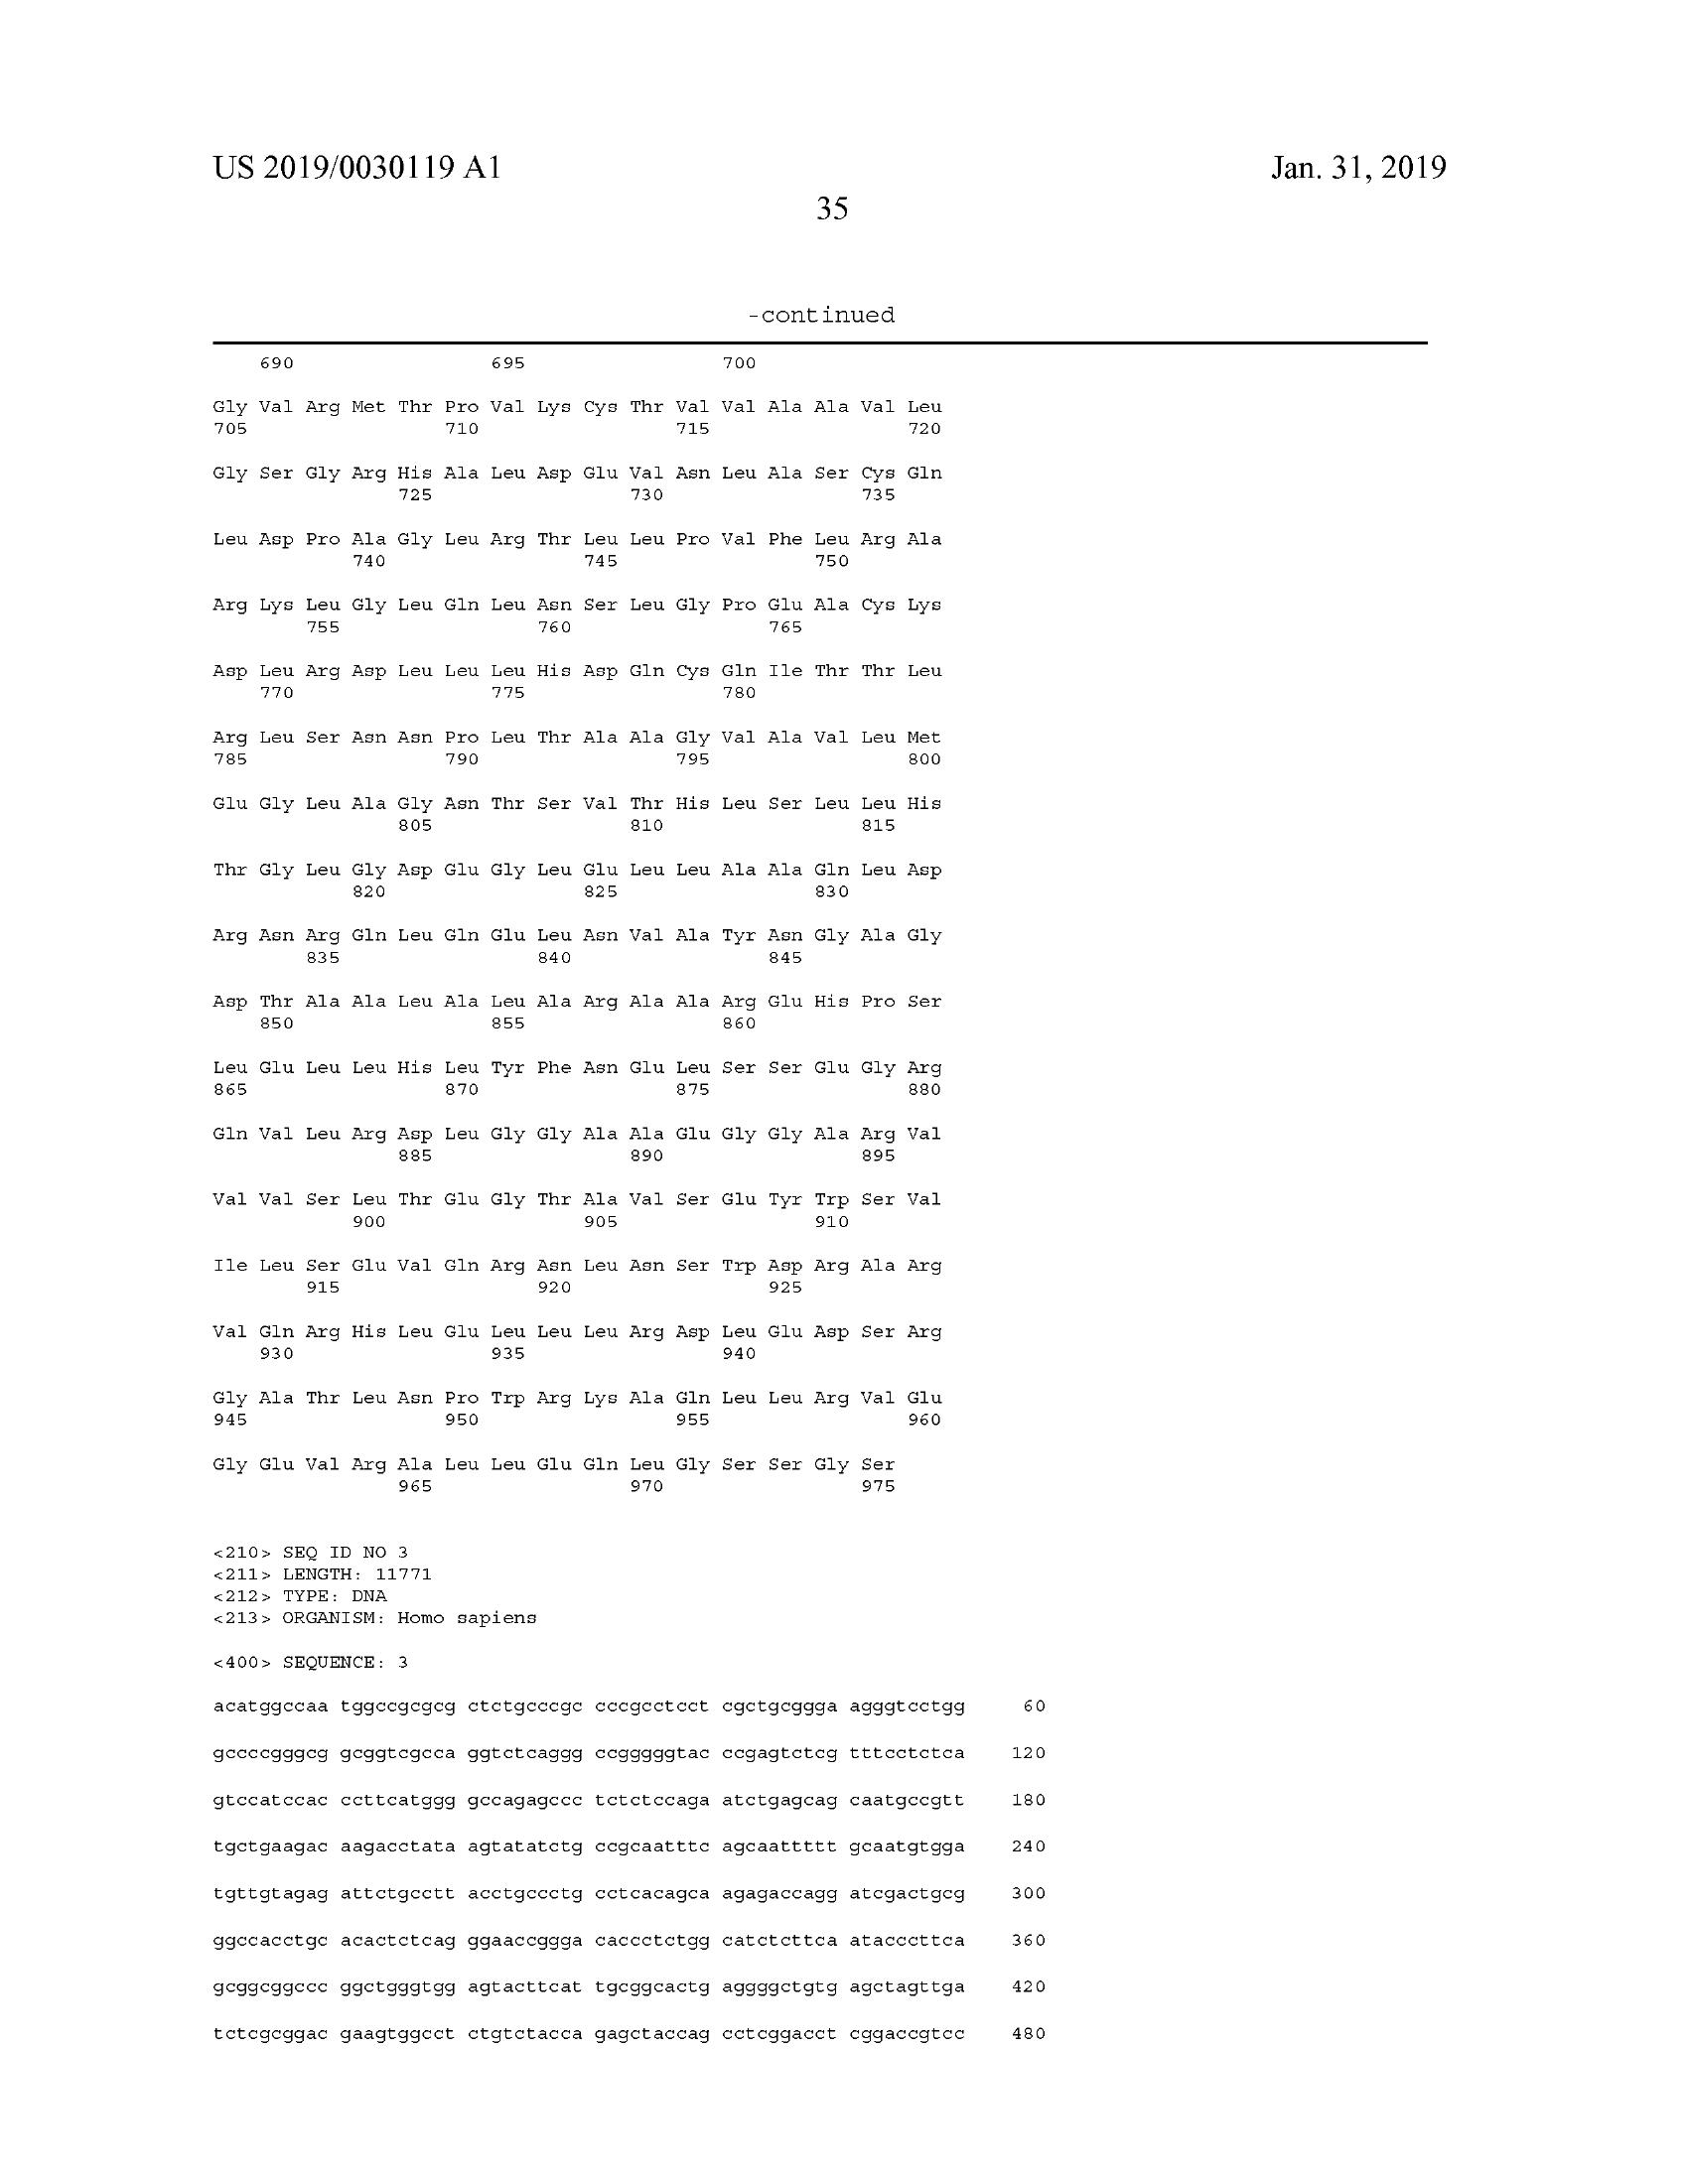 US 2019/0030119 A1
Jan. 31, 2019
35
-continued
690 695 700
Gly Val Arg Met Thr Pro Val Lys Cys Thr Val Val Ala Ala Val Leu
705 710 715 720
Gly Ser Gly Arg His Ala Leu Asp Glu Val Asn Leu Ala Ser Cys Gln
725 730 735
Leu Asp Pro Ala Gly Leu Arg Thr Leu Leu Pro Val Phe Leu Arg Ala
740 745 750
Arg Lys Leu Gly Leu Gln Leu Asn Ser Leu Gly Pro Glu Ala Cys Lys
755 760 765
Asp Leu Arg Asp Leu Leu Leu His Asp Gln Cys Gln Ile Thr Thr Leu
770 775 780
Arg Leu Ser Asn Asn Pro Leu Thr Ala Ala Gly Val Ala Val Leu Met
785 790 795 800
Glu Gly Leu Ala Gly Asn Thr Ser Val Thr His Leu Ser Leu Leu His
805 810 815
Thr Gly Leu Gly Asp Glu Gly Leu Glu Leu Leu Ala Ala Gln Leu Asp
820 825 830
Arg Asn Arg Gln Leu Gln Glu Leu Asn Val Ala Tyr Asn Gly Ala Gly
835 840 845
Asp Thr Ala Ala Leu Ala Leu Ala Arg Ala Ala Arg Glu His Pro Ser
850 855 860
Leu Glu Leu Leu His Leu Tyr Phe Asn Glu Leu Ser Ser Glu Gly Arg
865 870 875 880
Gln Val Leu Arg Asp Leu Gly Gly Ala Ala Glu Gly Gly Ala Arg Val
885 890 895
Val Val Ser Leu Thr Glu Gly Thr Ala Val Ser Glu Tyr Trp Ser Val
900 905 910
Ile Leu Ser Glu Val Gln Arg Asn Leu Asn Ser Trp Asp Arg Ala Arg
915 920 925
Val Gln Arg His Leu Glu Leu Leu Leu Arg Asp Leu Glu Asp Ser Arg
930 935 940
Gly Ala Thr Leu Asn Pro Trp Arg Lys Ala Gln Leu Leu Arg Val Glu
945 950 955 960
Gly Glu Val Arg Ala Leu Leu Glu Gln Leu Gly Ser Ser Gly Ser
965 970 975
<210> SEQ ID NO 3
<211> LENGTH: 11771
<212> TYPE: DNA
<213> ORGANISM: Homo sapiens
<400> SEQUENCE: 3
acatggccaa tggccgcgcg ctctgcccgc cccgcctcct cgctgcggga agggtcctgg 60
gccccgggcg gcggtcgcca ggtctcaggg ccgggggtac ccgagtctcg tttcctctca 120
gtccatccac ccttcatggg gccagagccc tctctccaga atctgagcag caatgccgtt 180
tgctgaagac aagacctata agtatatctg ccgcaatttc agcaattttt gcaatgtgga 240
tgttgtagag attctgcctt acctgccctg cctcacagca agagaccagg atcgactgcg 300
ggccacctgc acactctcag ggaaccggga caccctctgg catctcttca atacccttca 360
gcggcggccc ggctgggtgg agtacttcat tgcggcactg aggggctgtg agctagttga 420
tctcgcggac gaagtggcct ctgtctacca gagctaccag cctcggacct cggaccgtcc 480